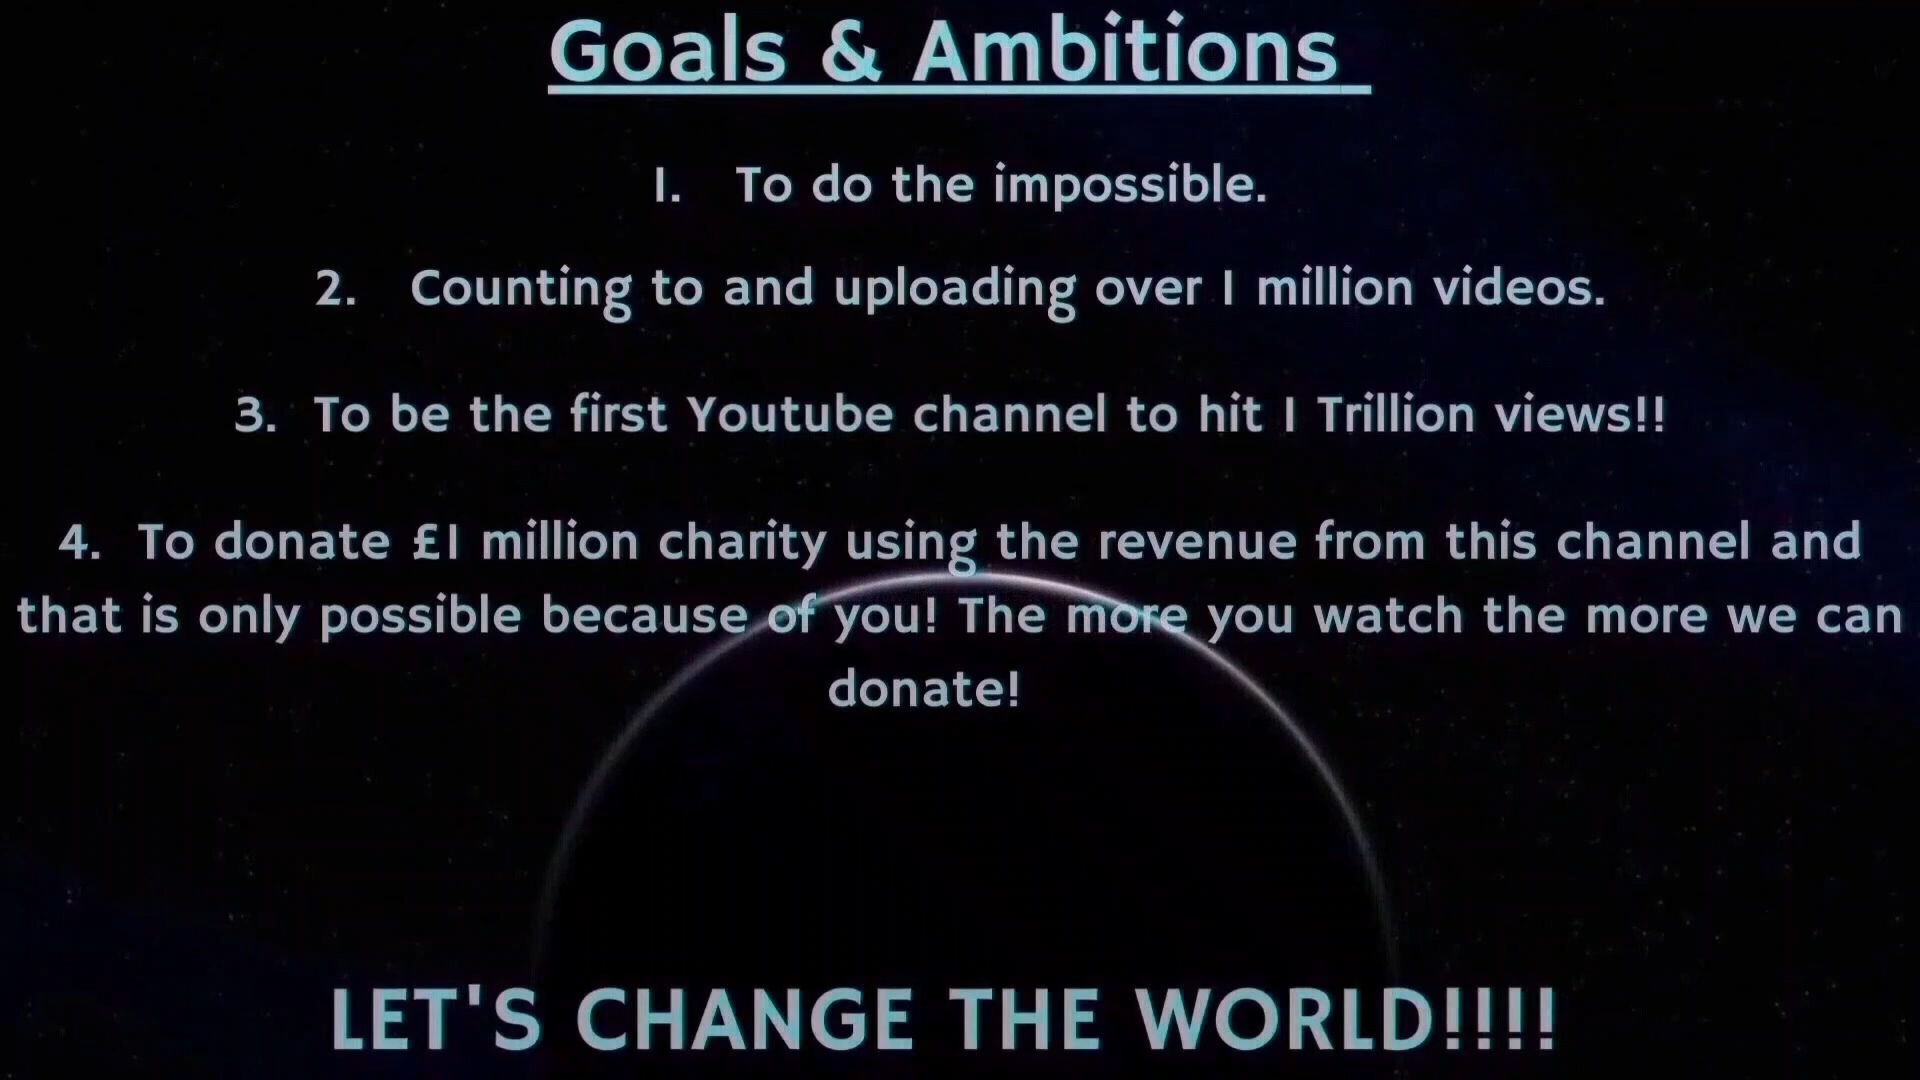 Goals & Ambitions
1. To do the impossible.
2. Counting to and uploading over 1 million videos.
3. To be the first Youtube channel to hit 1 Trillion views!!
4. To donate £1 million charity using the revenue from this channel and
that is only possible because of you! The more you watch the more we can
donate!
LET'S CHANGE THE WORLD!!!!